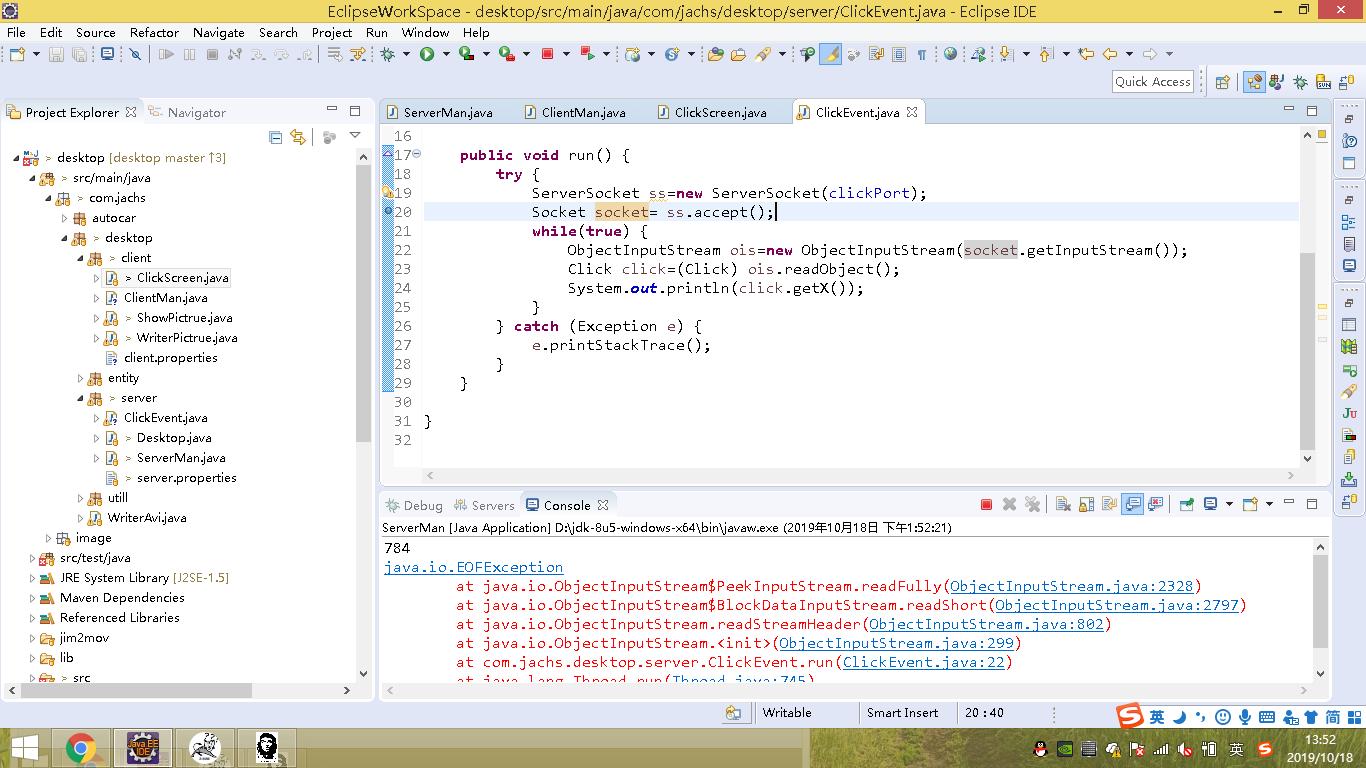 EclipseWorkSpace - desktop/src/main/java/com/jachs/desktop/server/ClickEvent.java - Eclipse IDE
File Edit Source Refactor Navigate Search Project Run Window Help
Quick Access
Project Explorer Navigator
> desktop [desktop master ↑3]
> src/main/java
> com.jachs
autocar
> desktop
> client
> ClickScreen.java
ClientMan.java
> ShowPictrue.java
> WriterPictrue.java
client.properties
entity
> server
ClickEvent.java
> Desktop.java
> ServerMan.java
> server.properties
utill
> WriterAvi.java
image
src/test/java
JRE System Library [J2SE-1.5]
Maven Dependencies
Referenced Libraries
jim2mov
lib
> src
ServerMan.java ClientMan.java ClickScreen.java ClickEvent.java
16
17 public void run() {
18 try {
19 ServerSocket ss=new ServerSocket(clickPort);
20 Socket socket= ss.accept();
21 while(true) {
22 ObjectInputStream ois=new ObjectInputStream(socket.getInputStream());
23 Click click=(Click) ois.readObject();
24 System.out.println(click.getX());
25 }
26 } catch (Exception e) {
27 e.printStackTrace();
28 }
29 }
30
31 }
32
Debug Servers Console
ServerMan [Java Application] D:\jdk-8u5-windows-x64\bin\javaw.exe (2019年10月18日 下午1:52:21)
784
java.io.EOFException
at java.io.ObjectInputStream$PeekInputStream.readFully(ObjectInputStream.java:2328)
at java.io.ObjectInputStream$BlockDataInputStream.readShort(ObjectInputStream.java:2797)
at java.io.ObjectInputStream.readStreamHeader(ObjectInputStream.java:802)
at java.io.ObjectInputStream.<init>(ObjectInputStream.java:299)
at com.jachs.desktop.server.ClickEvent.run(ClickEvent.java:22)
at java.lang.Thread.run(Thread.java:745)
Writable Smart Insert 20 : 40
英 简
Java EE IDE
英
13:52
2019/10/18